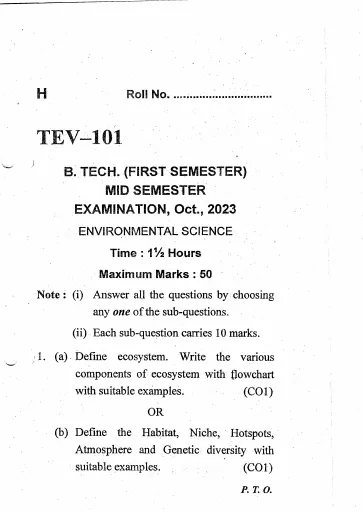 H Roll No. ................................
TEV–101
B. TECH. (FIRST SEMESTER)
MID SEMESTER
EXAMINATION, Oct., 2023
ENVIRONMENTAL SCIENCE
Time : 1½ Hours
Maximum Marks : 50
Note : (i) Answer all the questions by choosing
any one of the sub-questions.
(ii) Each sub-question carries 10 marks.
1. (a) Define ecosystem. Write the various
components of ecosystem with flowchart
with suitable examples. (CO1)
OR
(b) Define the Habitat, Niche, Hotspots,
Atmosphere and Genetic diversity with
suitable examples. (CO1)
P. T. O.